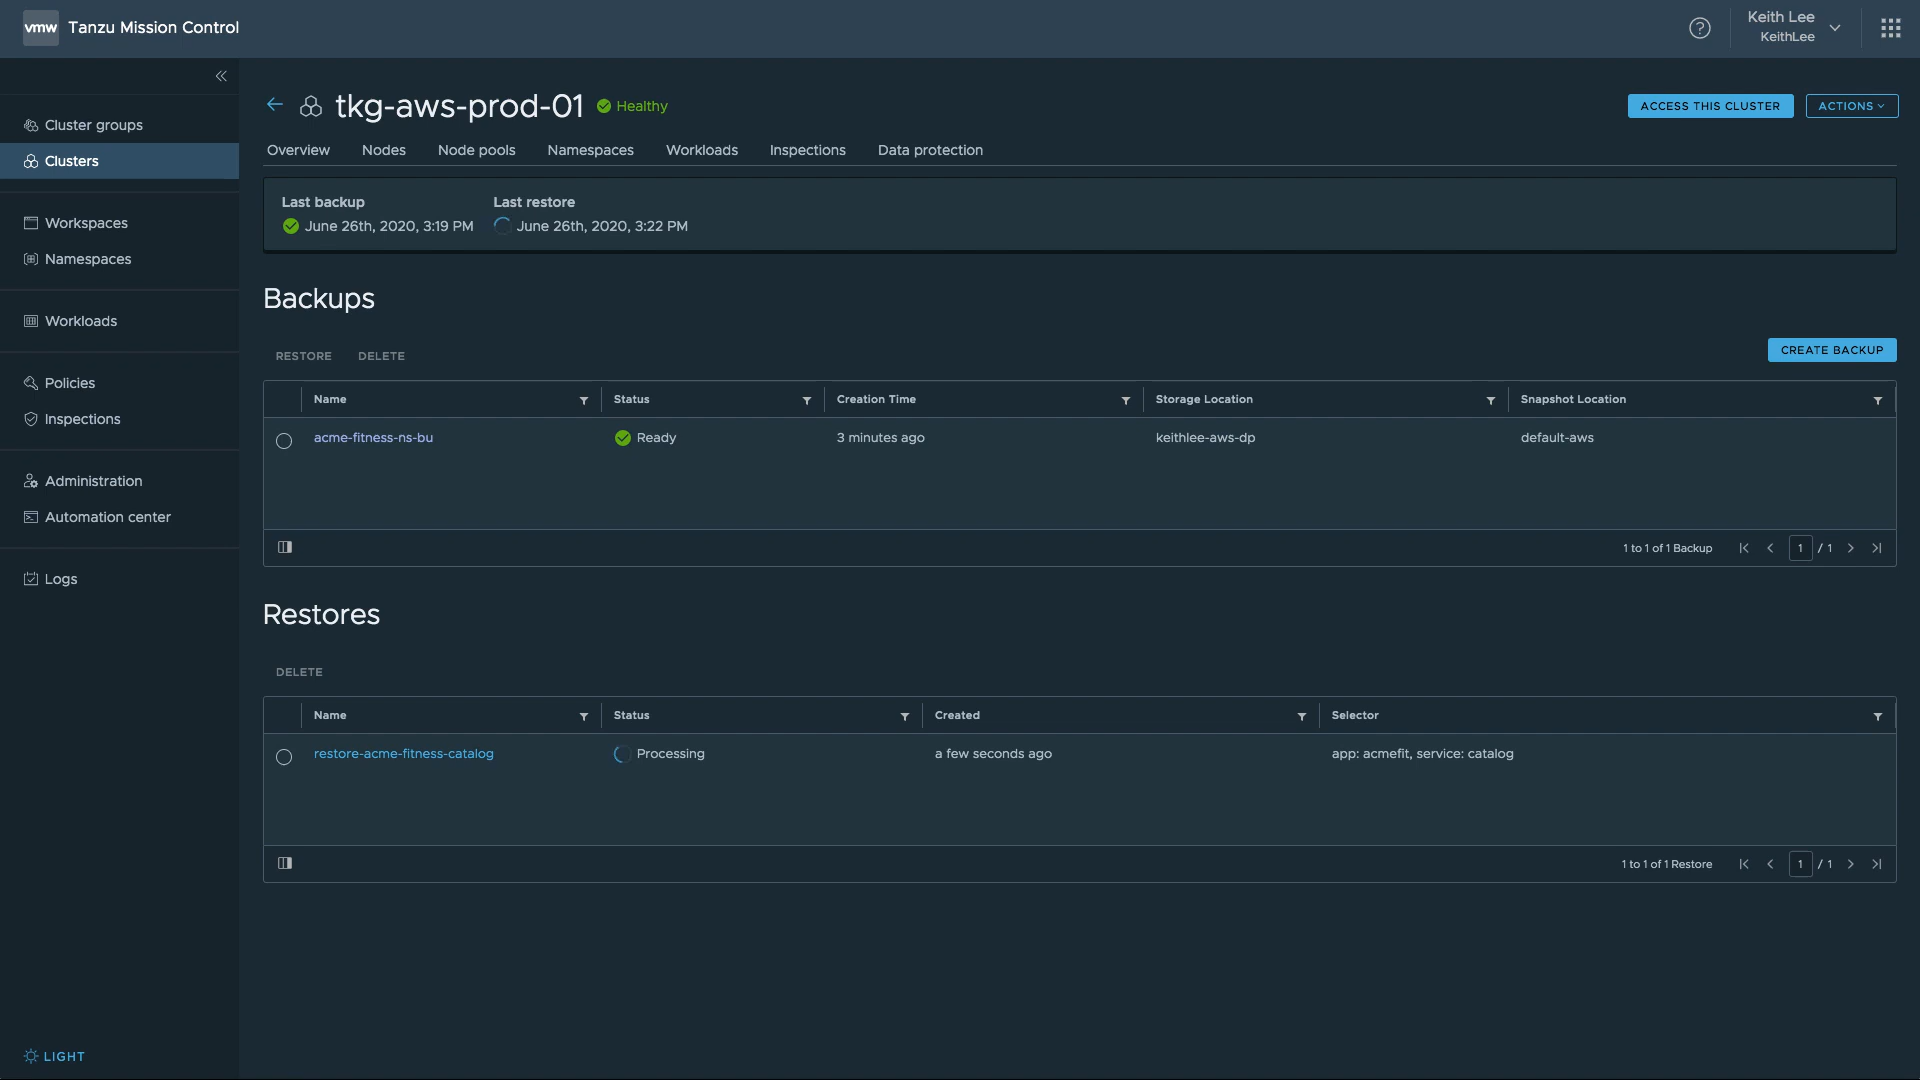 vmw Tanzu Mission Control
Keith Lee
KeithLee
Cluster groups
Clusters
Workspaces
Namespaces
Workloads
Policies
Inspections
Administration
Automation center
Logs
LIGHT
tkg-aws-prod-01 Healthy
ACCESS THIS CLUSTER ACTIONS
Overview Nodes Node pools Namespaces Workloads Inspections Data protection
Last backup Last restore
June 26th, 2020, 3:19 PM June 26th, 2020, 3:22 PM
Backups
RESTORE DELETE CREATE BACKUP
Name Status Creation Time Storage Location Snapshot Location
acme-fitness-ns-bu Ready 3 minutes ago keithlee-aws-dp default-aws
1 to 1 of 1 Backup 1 / 1
Restores
DELETE
Name Status Created Selector
restore-acme-fitness-catalog Processing a few seconds ago app: acmefit, service: catalog
1 to 1 of 1 Restore 1 / 1